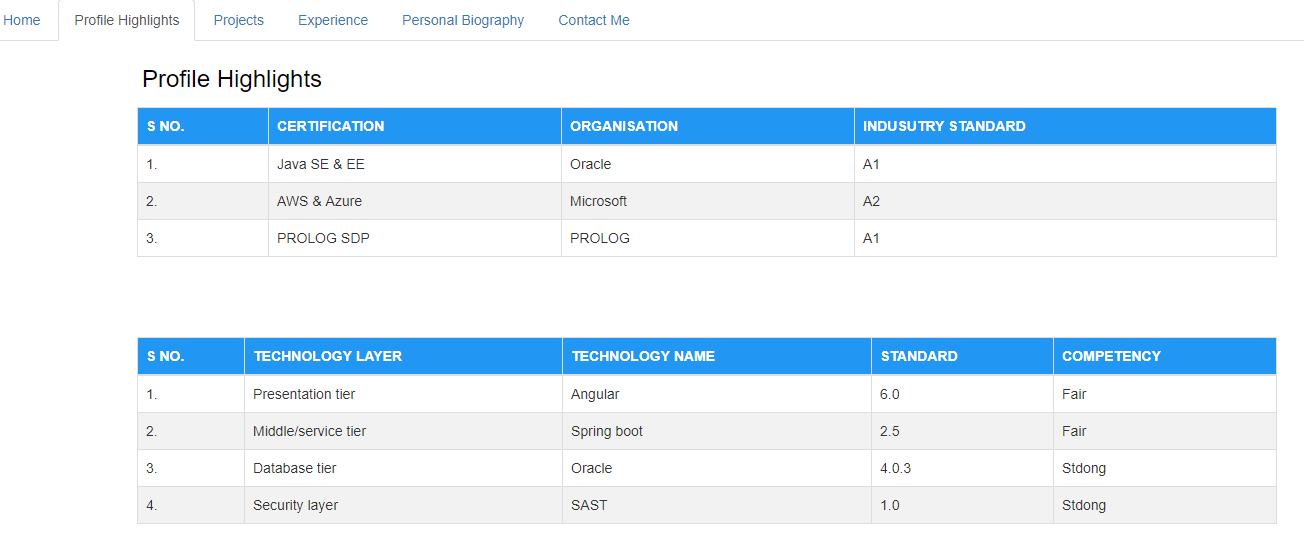 Home Profile Highlights Projects Experience Personal Biography Contact Me
Profile Highlights
S NO. CERTIFICATION ORGANISATION INDUSUTRY STANDARD
1. Java SE & EE Oracle A1
2. AWS & Azure Microsoft A2
3. PROLOG SDP PROLOG A1
S NO. TECHNOLOGY LAYER TECHNOLOGY NAME STANDARD COMPETENCY
1. Presentation tier Angular 6.0 Fair
2. Middle/service tier Spring boot 2.5 Fair
3. Database tier Oracle 4.0.3 Stdong
4. Security layer SAST 1.0 Stdong